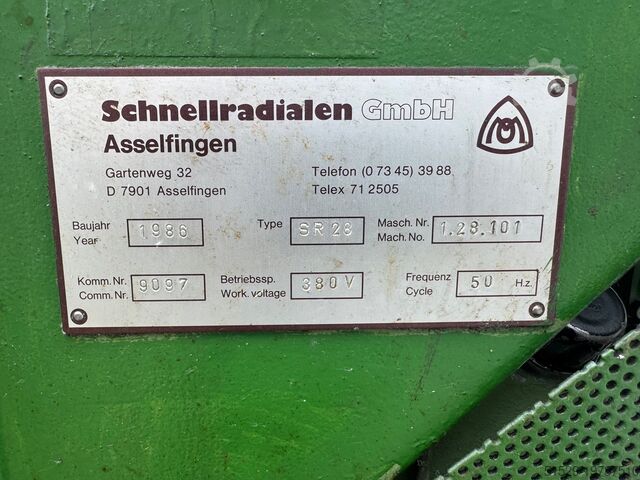 Schnellradialen GmbH
Asselfingen
Gartenweg 32
D 7901 Asselfingen
Telefon (0 73 45) 39 88
Telex 71 2505
Baujahr 1986 Type SR 28 Masch. Nr. 1.28.101
Year Mach. No.
Komm. Nr. 9097 Betriebssp. 380V Frequenz 50 H.z.
Comm. Nr. Work. voltage Cycle